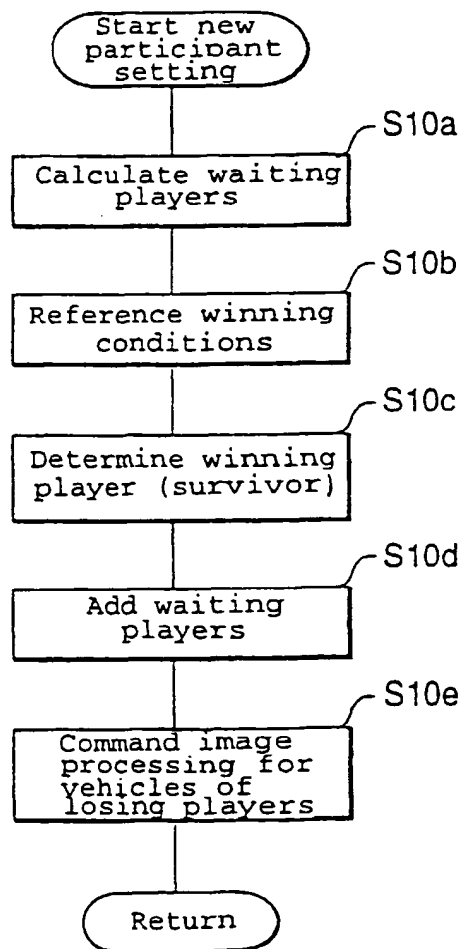 Start new
participant
setting
S10a
Calculate waiting
players
S10b
Reference winning
conditions
S10c
Determine winning
player (survivor)
S10d
Add waiting
players
S10e
Command image
processing for
vehicles of
losing players
Return